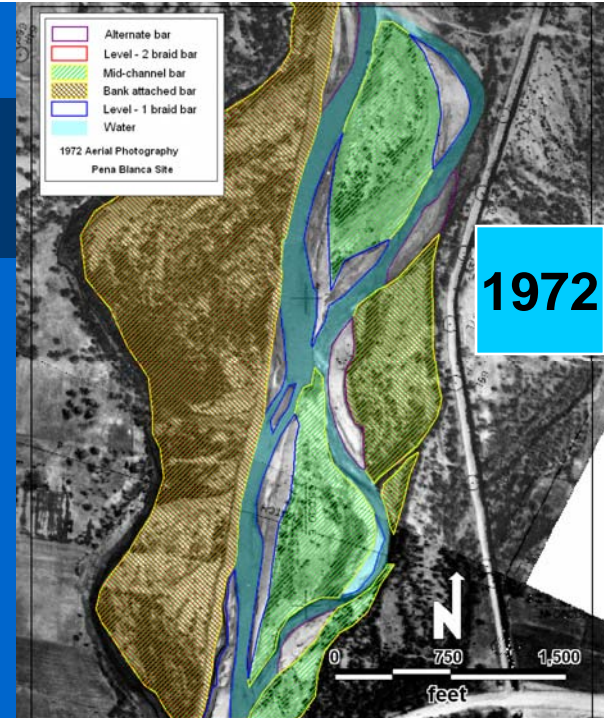 Alternate bar
Level - 2 braid bar
Mid-channel bar
Bank attached bar
Level - 1 braid bar
Water
1972 Aerial Photography
Pena Blanca Site
1972
N
0 750 1,500
feet